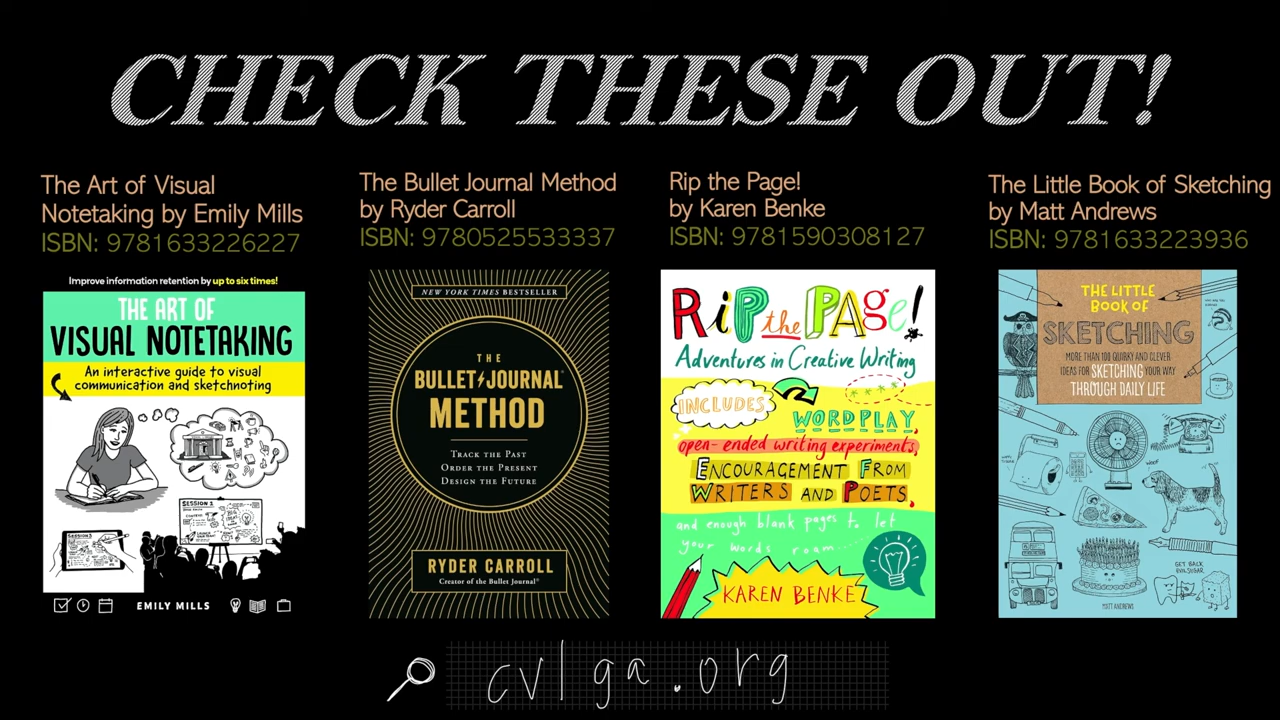 CHECK THESE OUT!
The Art of Visual
Notetaking by Emily Mills
ISBN: 9781633226227
The Bullet Journal Method
by Ryder Carroll
ISBN: 9780525533337
Rip the Page!
by Karen Benke
ISBN: 9781590308127
The Little Book of Sketching
by Matt Andrews
ISBN: 9781633223936
Improve information retention by up to six times!
THE ART OF
VISUAL NOTETAKING
An interactive guide to visual
communication and sketchnoting
SESSION 1
EMILY MILLS
NEW YORK TIMES BESTSELLER
THE
BULLET JOURNAL®
METHOD
TRACK THE PAST
ORDER THE PRESENT
DESIGN THE FUTURE
RYDER CARROLL
Creator of the Bullet Journal®
RiP the PAge!
Adventures in Creative Writing
INCLUDES
WORDPLAY,
open-ended writing experiments,
ENCOURAGEMENT FROM
WRITERS AND POETS,
and enough blank pages to let
your words roam.....
KAREN BENKE
THE LITTLE
BOOK OF
SKETCHING
MORE THAN 100 QUIRKY AND CLEVER
IDEAS FOR SKETCHING YOUR WAY
THROUGH DAILY LIFE
WOOF
GET BACK
EVIL SUGAR
MATT ANDREWS
cvlga.org